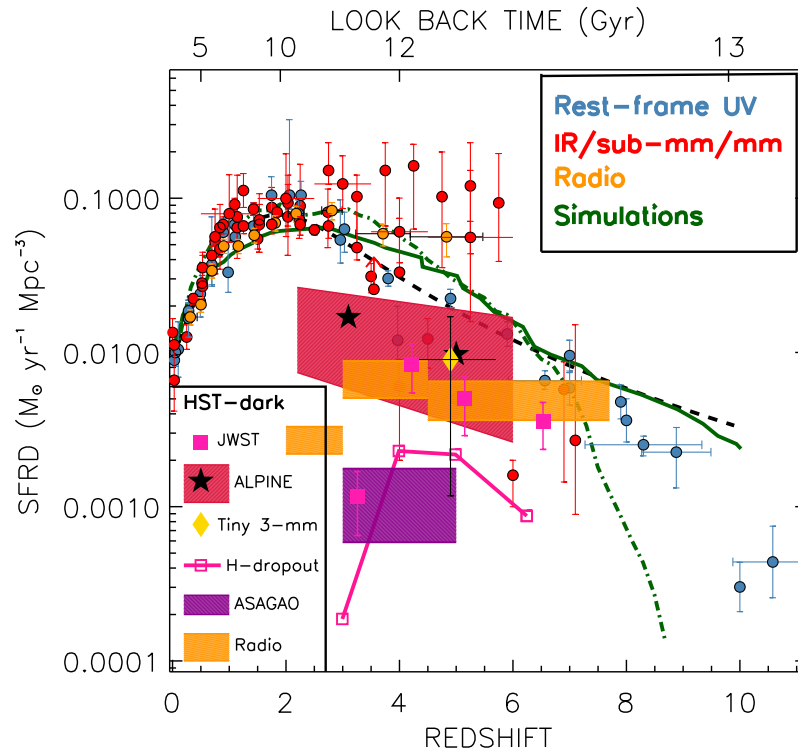 LOOK BACK TIME (Gyr)
5 10 12 13
Rest-frame UV
IR/sub-mm/mm
Radio
Simulations
0.1000
0.0100
0.0010
0.0001
SFRD (M⊙ yr⁻¹ Mpc⁻³)
HST-dark
JWST
ALPINE
Tiny 3-mm
H-dropout
ASAGAO
Radio
0 2 4 6 8 10
REDSHIFT